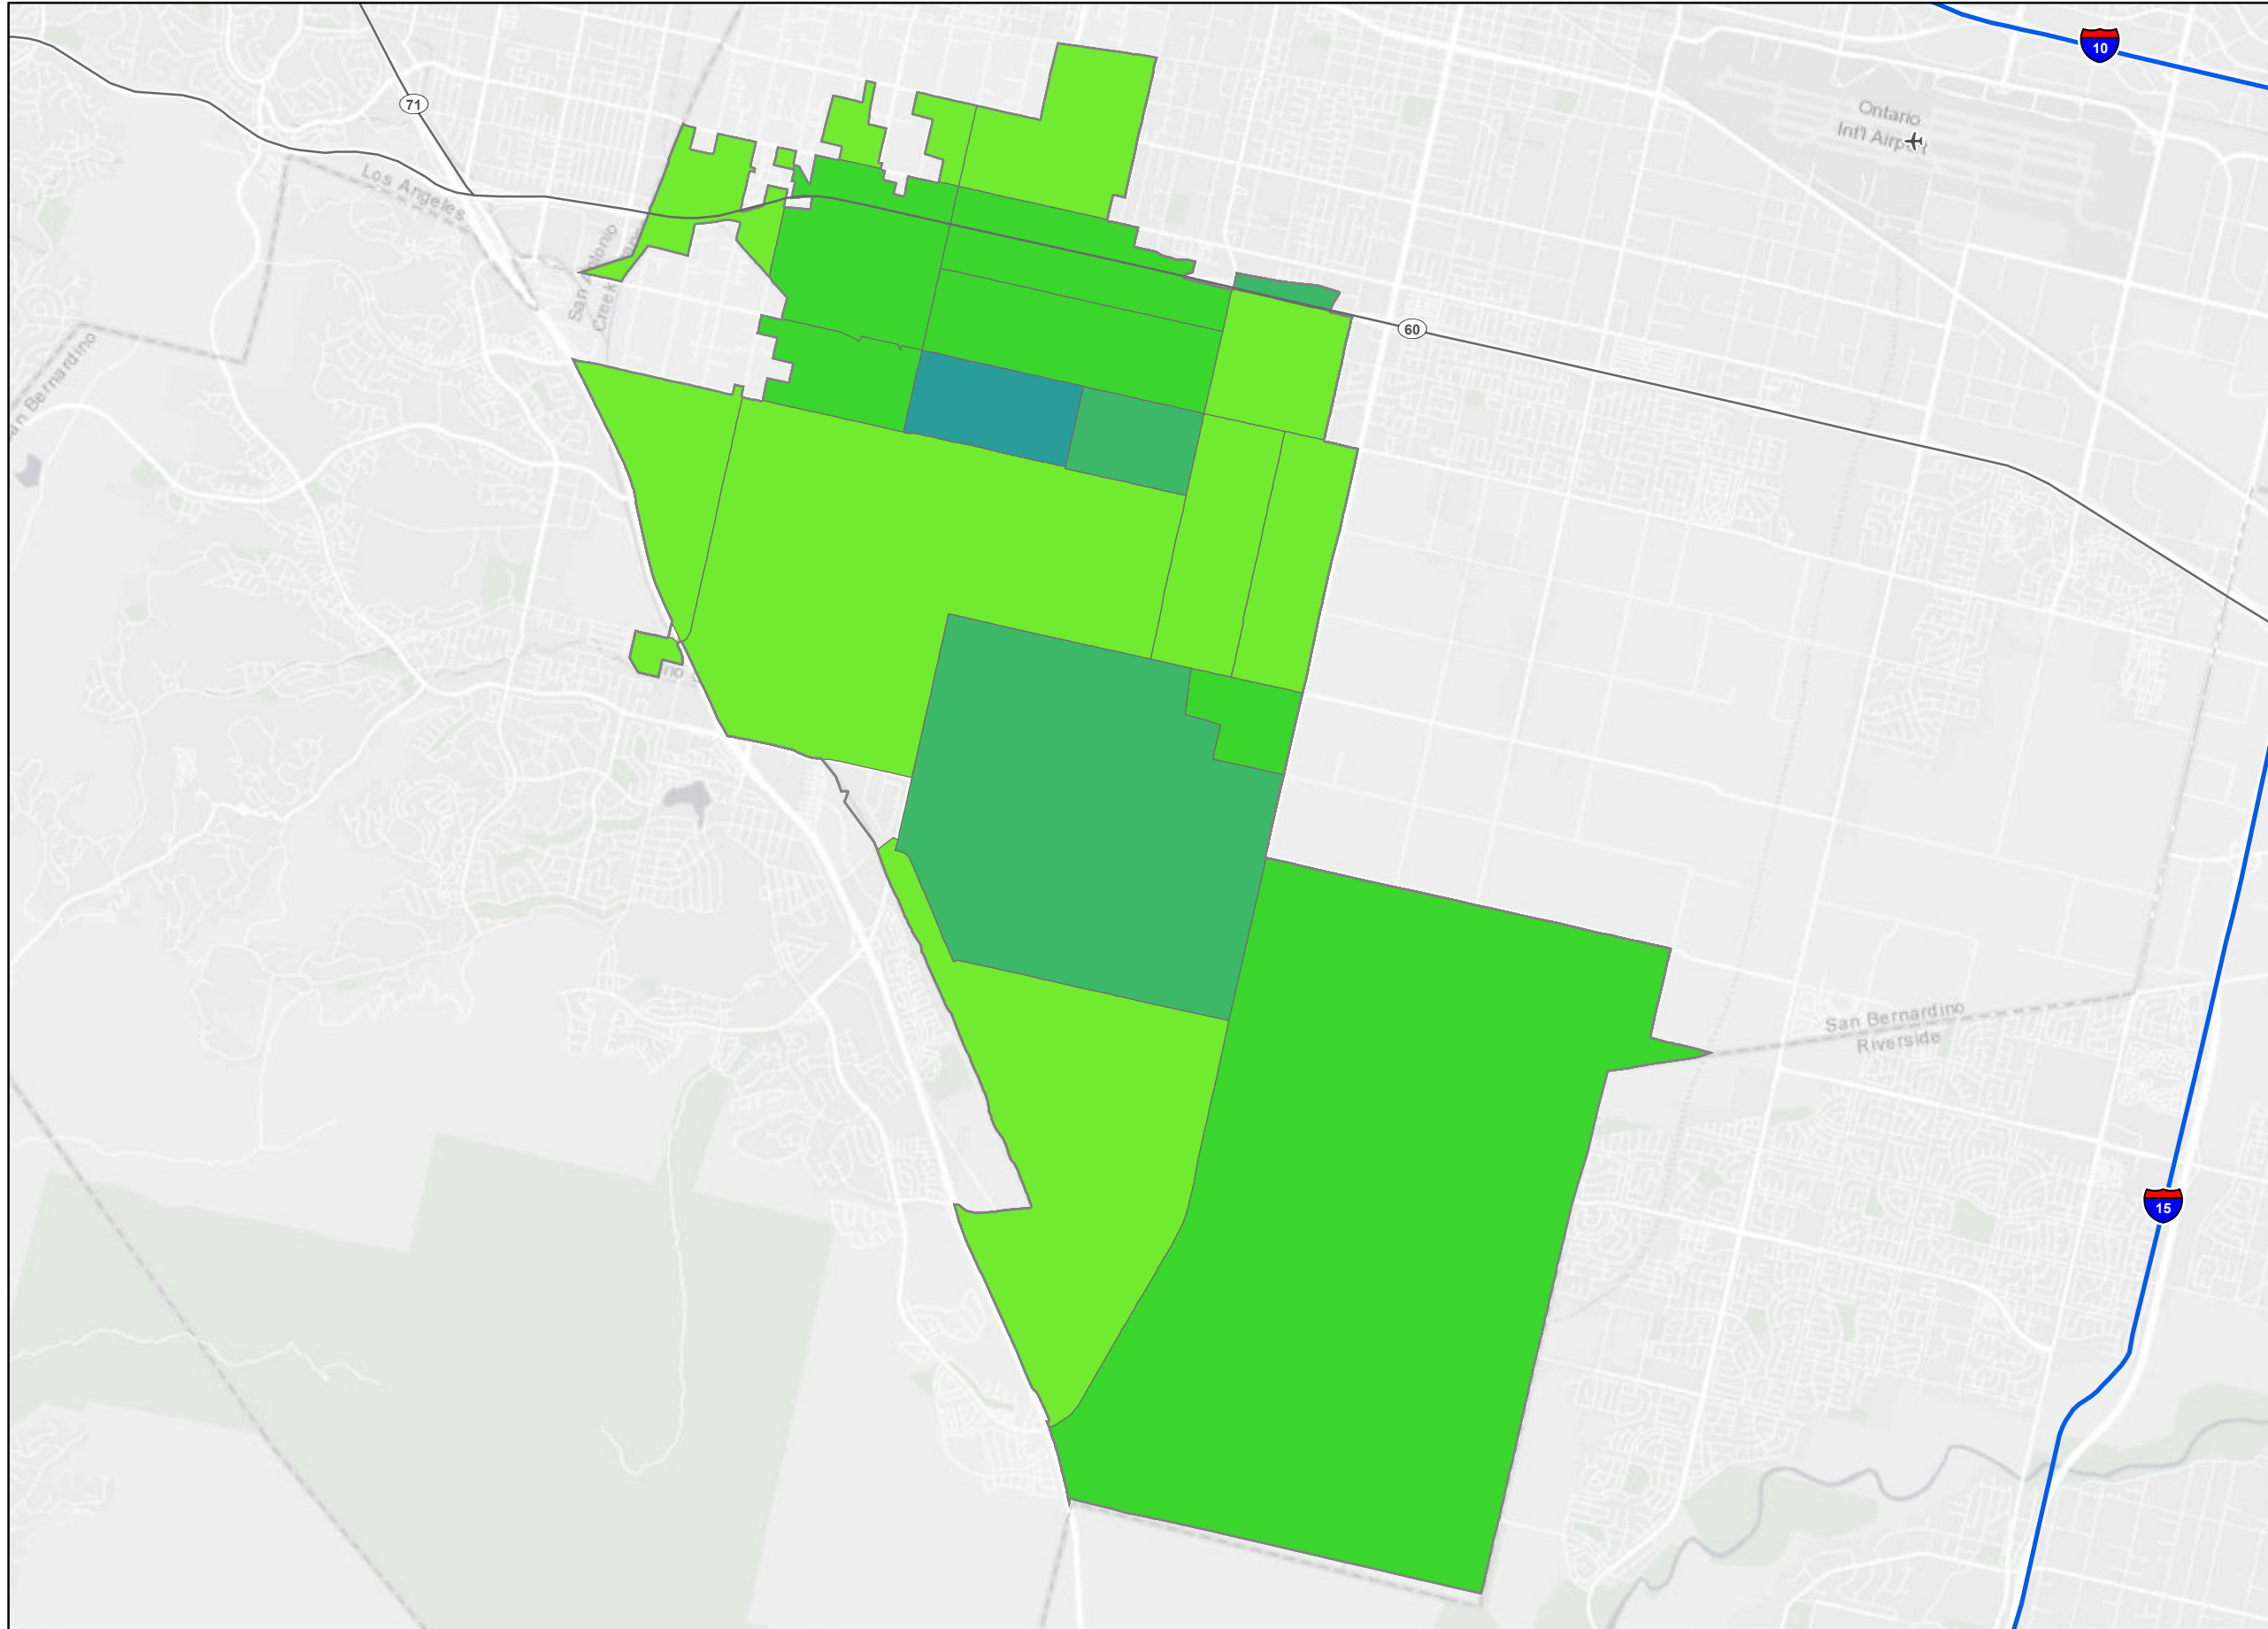 10
71
Ontario
Int'l Airport
Los Angeles
San Antonio
Creek
60
San Bernardino
San Bernardino
Riverside
15